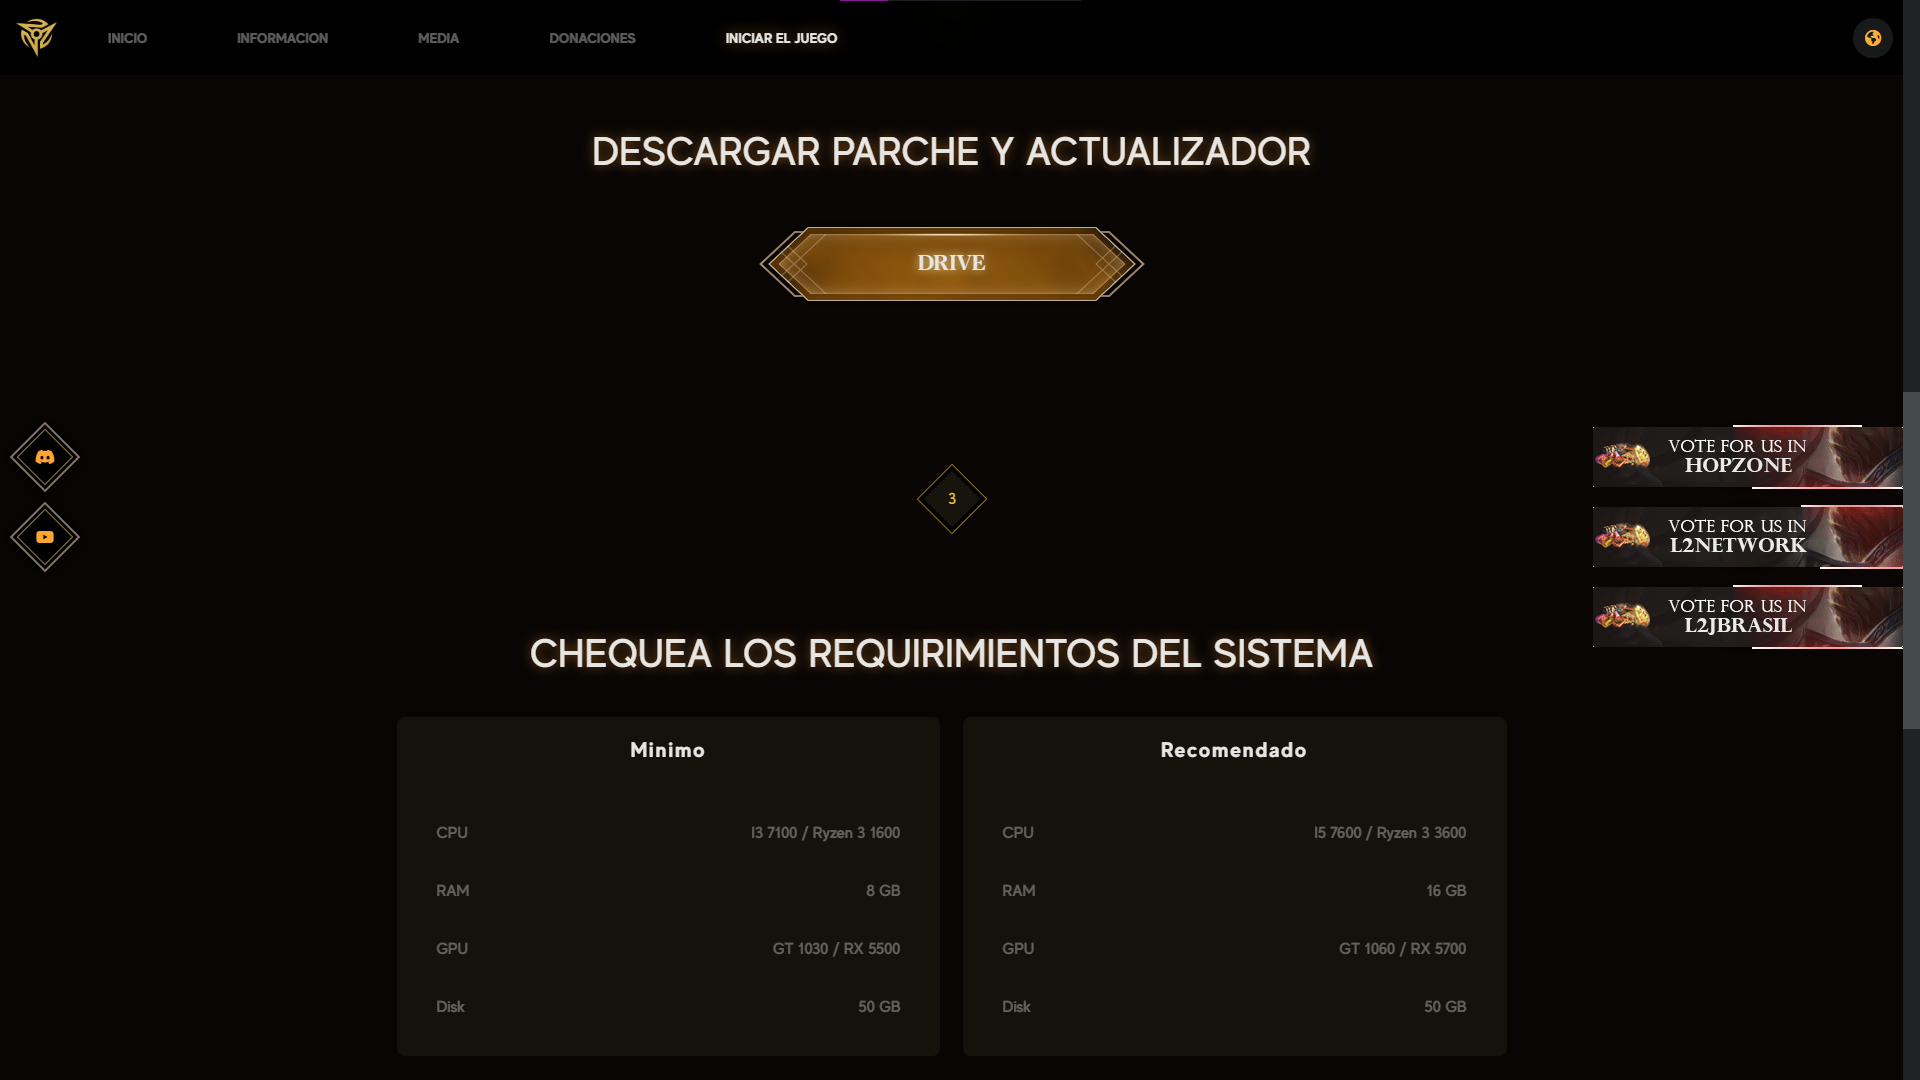 INICIO
INFORMACION
MEDIA
DONACIONES
INICIAR EL JUEGO
DESCARGAR PARCHE Y ACTUALIZADOR
DRIVE
VOTE FOR US IN
HOPZONE
3
VOTE FOR US IN
L2NETWORK
VOTE FOR US IN
L2JBRASIL
CHEQUEA LOS REQUIRIMIENTOS DEL SISTEMA
Minimo
CPU I3 7100 / Ryzen 3 1600
RAM 8 GB
GPU GT 1030 / RX 5500
Disk 50 GB
Recomendado
CPU I5 7600 / Ryzen 3 3600
RAM 16 GB
GPU GT 1060 / RX 5700
Disk 50 GB